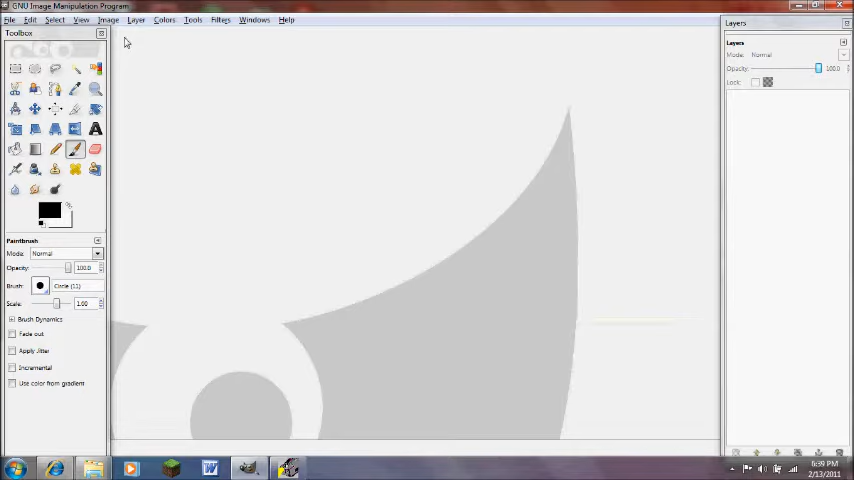 GNU Image Manipulation Program
File Edit Select View Image Layer Colors Tools Filters Windows Help
Toolbox
Paintbrush
Mode: Normal
Opacity: 100.0
Brush: Circle (11)
Scale: 1.00
Brush Dynamics
Fade out
Apply Jitter
Incremental
Use color from gradient
Layers
Layers
Mode: Normal
Opacity: 100.0
Lock:
6:39 PM
2/13/2011